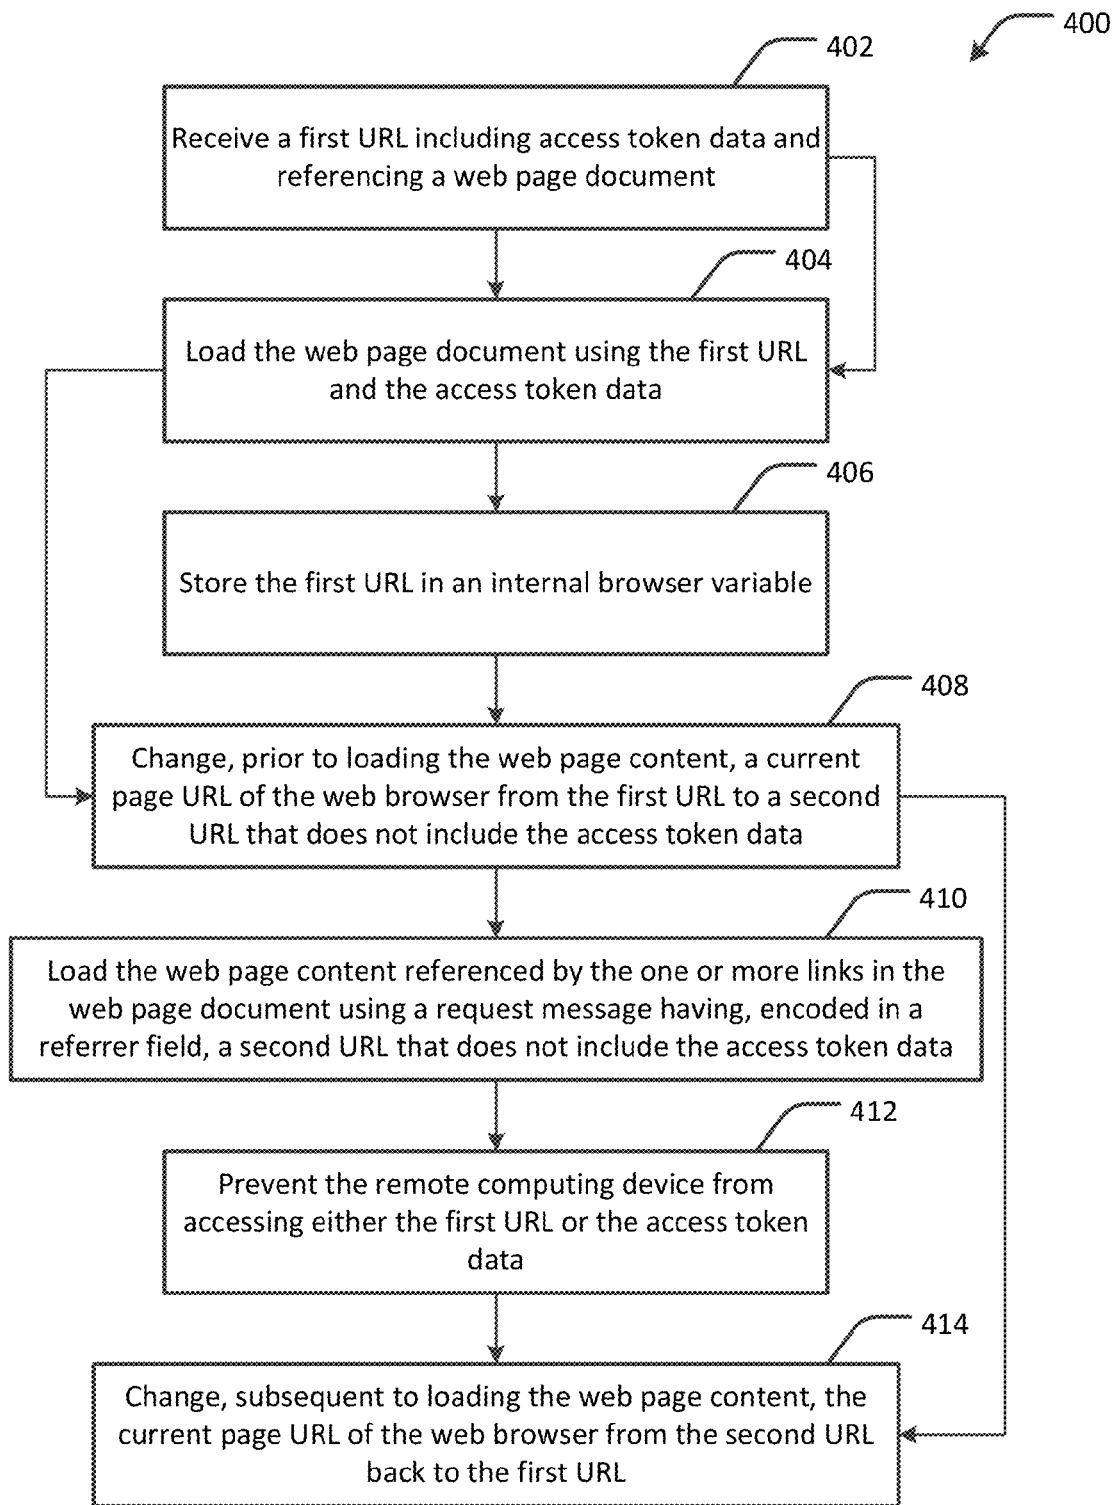 400
402
Receive a first URL including access token data and
referencing a web page document
404
Load the web page document using the first URL
and the access token data
406
Store the first URL in an internal browser variable
408
Change, prior to loading the web page content, a current
page URL of the web browser from the first URL to a second
URL that does not include the access token data
410
Load the web page content referenced by the one or more links in the
web page document using a request message having, encoded in a
referrer field, a second URL that does not include the access token data
412
Prevent the remote computing device from
accessing either the first URL or the access token
data
414
Change, subsequent to loading the web page content, the
current page URL of the web browser from the second URL
back to the first URL